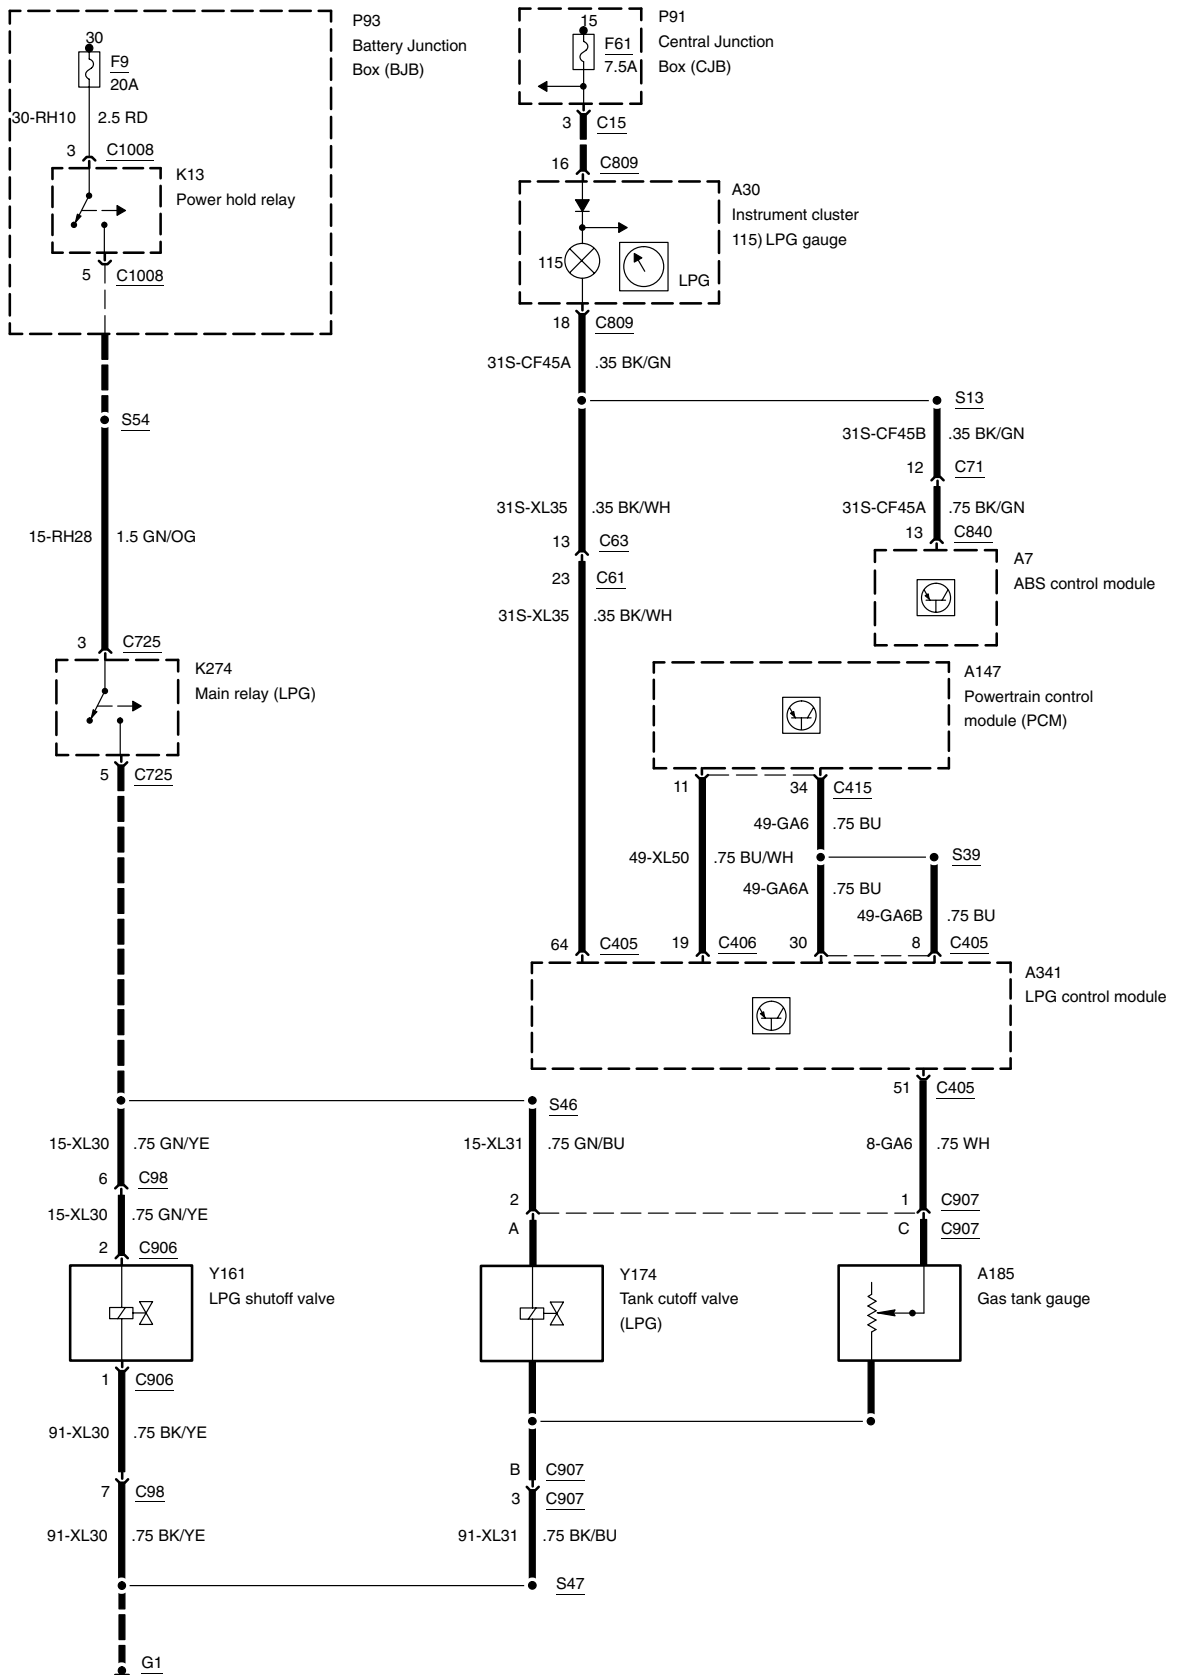 P93
Battery Junction
Box (BJB)
30
F9
20A
30-RH10 2.5 RD
3 C1008
K13
Power hold relay
5 C1008
S54
15-RH28 1.5 GN/OG
3 C725
K274
Main relay (LPG)
5 C725
15
F61
7.5A
P91
Central Junction
Box (CJB)
3 C15
16 C809
A30
Instrument cluster
115) LPG gauge
115
LPG
18 C809
31S-CF45A .35 BK/GN
S13
31S-CF45B .35 BK/GN
12 C71
31S-CF45A .75 BK/GN
13 C840
A7
ABS control module
31S-XL35 .35 BK/WH
13 C63
23 C61
31S-XL35 .35 BK/WH
A147
Powertrain control
module (PCM)
11 34 C415
49-GA6 .75 BU
49-XL50 .75 BU/WH
S39
49-GA6A .75 BU
49-GA6B .75 BU
64 C405 19 C406 30 8 C405
A341
LPG control module
51 C405
S46
15-XL30 .75 GN/YE
15-XL31 .75 GN/BU
8-GA6 .75 WH
6 C98
15-XL30 .75 GN/YE
2 C906
2
A
1 C907
C C907
Y161
LPG shutoff valve
Y174
Tank cutoff valve
(LPG)
A185
Gas tank gauge
1 C906
91-XL30 .75 BK/YE
7 C98
91-XL30 .75 BK/YE
B C907
3 C907
91-XL31 .75 BK/BU
S47
G1